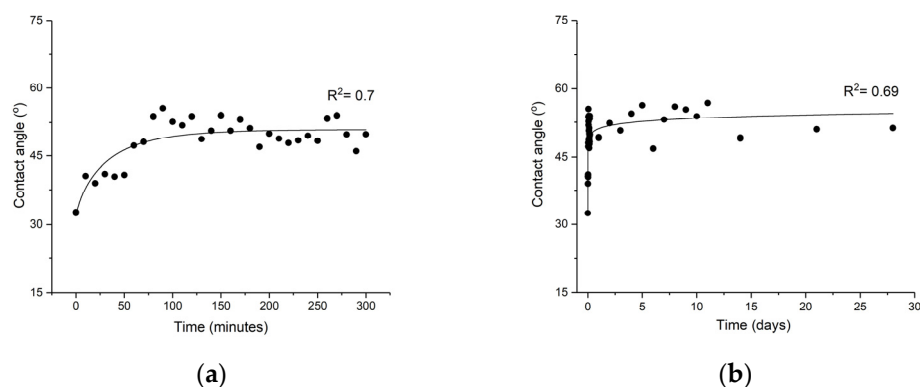 75
60
45
30
15
Contact angle (°)
R²= 0.7
0 50 100 150 200 250 300
Time (minutes)
(a)
75
60
45
30
15
Contact angle (°)
R²= 0.69
0 5 10 15 20 25 30
Time (days)
(b)